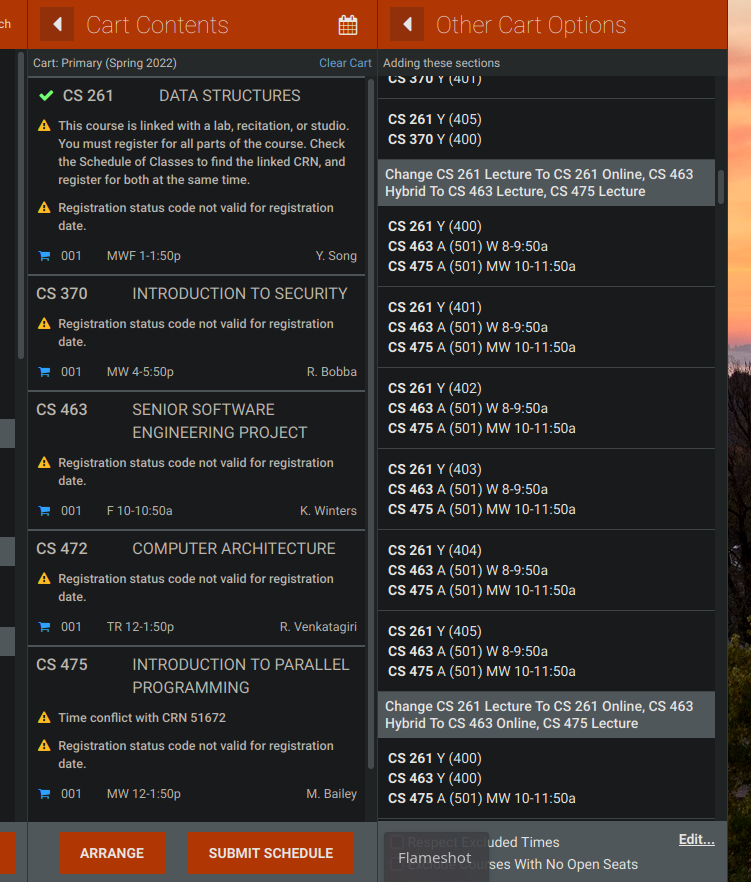 ch
Cart Contents
Cart: Primary (Spring 2022)
Clear Cart
CS 261 DATA STRUCTURES
This course is linked with a lab, recitation, or studio.
You must register for all parts of the course. Check
the Schedule of Classes to find the linked CRN, and
register for both at the same time.
Registration status code not valid for registration
date.
001 MWF 1-1:50p Y. Song
CS 370 INTRODUCTION TO SECURITY
Registration status code not valid for registration
date.
001 MW 4-5:50p R. Bobba
CS 463 SENIOR SOFTWARE
ENGINEERING PROJECT
Registration status code not valid for registration
date.
001 F 10-10:50a K. Winters
CS 472 COMPUTER ARCHITECTURE
Registration status code not valid for registration
date.
001 TR 12-1:50p R. Venkatagiri
CS 475 INTRODUCTION TO PARALLEL
PROGRAMMING
Time conflict with CRN 51672
Registration status code not valid for registration
date.
001 MW 12-1:50p M. Bailey
ARRANGE
SUBMIT SCHEDULE
Other Cart Options
Adding these sections
CS 370 Y (401)
CS 261 Y (405)
CS 370 Y (400)
Change CS 261 Lecture To CS 261 Online, CS 463
Hybrid To CS 463 Lecture, CS 475 Lecture
CS 261 Y (400)
CS 463 A (501) W 8-9:50a
CS 475 A (501) MW 10-11:50a
CS 261 Y (401)
CS 463 A (501) W 8-9:50a
CS 475 A (501) MW 10-11:50a
CS 261 Y (402)
CS 463 A (501) W 8-9:50a
CS 475 A (501) MW 10-11:50a
CS 261 Y (403)
CS 463 A (501) W 8-9:50a
CS 475 A (501) MW 10-11:50a
CS 261 Y (404)
CS 463 A (501) W 8-9:50a
CS 475 A (501) MW 10-11:50a
CS 261 Y (405)
CS 463 A (501) W 8-9:50a
CS 475 A (501) MW 10-11:50a
Change CS 261 Lecture To CS 261 Online, CS 463
Hybrid To CS 463 Online, CS 475 Lecture
CS 261 Y (400)
CS 463 Y (400)
CS 475 A (501) MW 10-11:50a
Respect Excluded Times
Edit...
Exclude Courses With No Open Seats
Flameshot